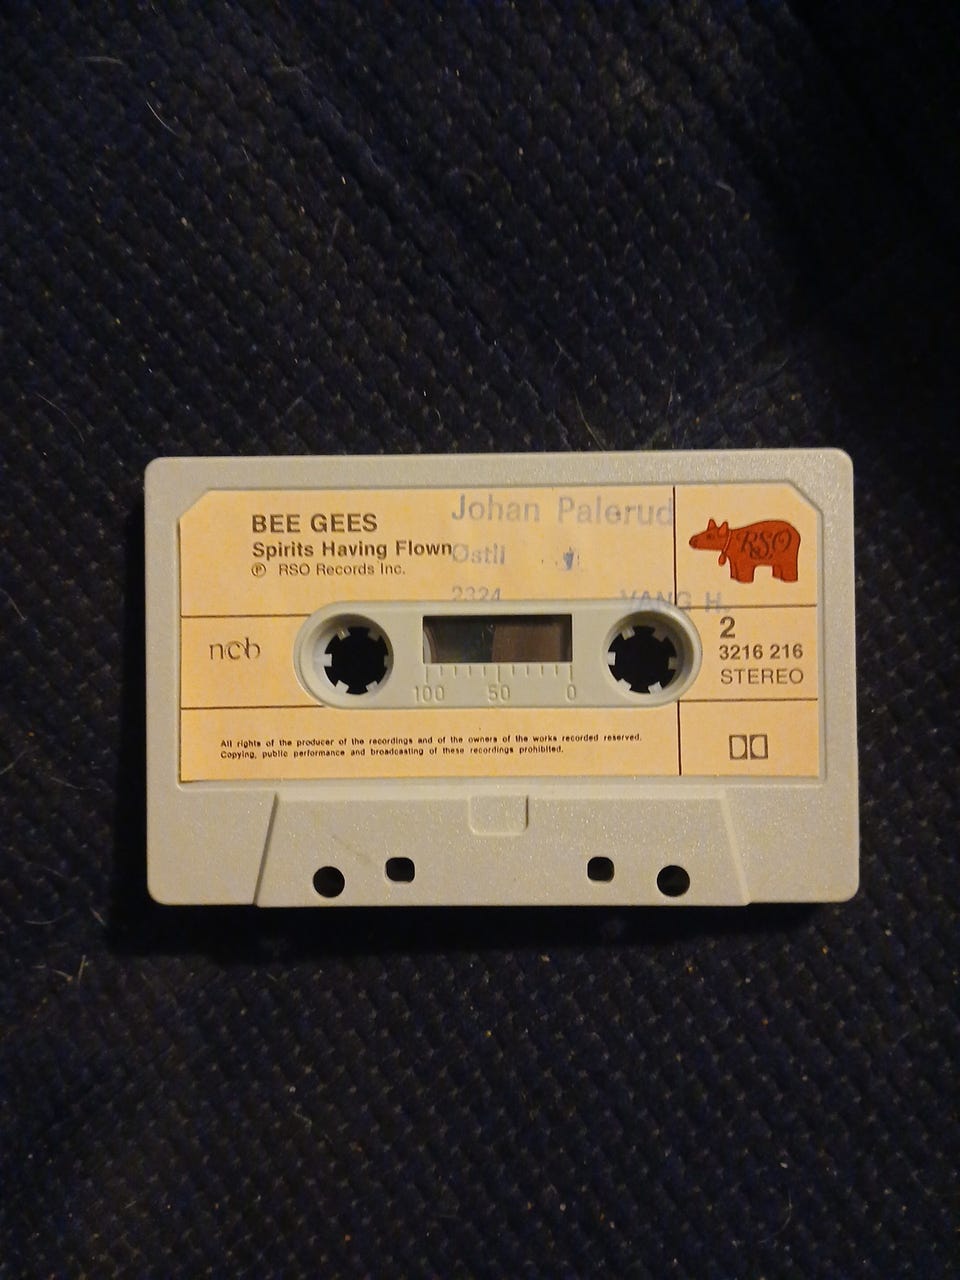 BEE GEES
Spirits Having Flown
℗ RSO Records Inc.
Johan Palerud
Østli
2324 VANG H.
RSO
ncb
2
3216 216
STEREO
100 50 0
All rights of the producer of the recordings and of the owners of the works recorded reserved.
Copying, public performance and broadcasting of these recordings prohibited.